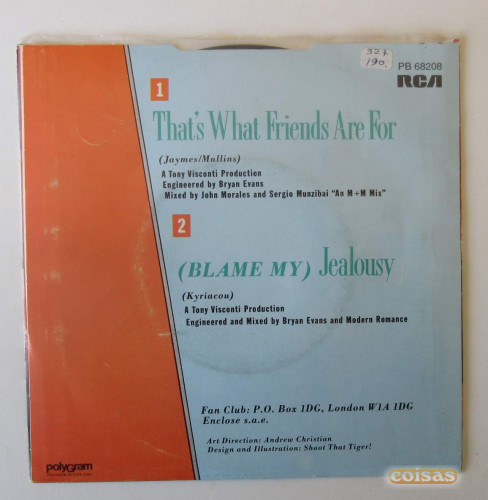 327.
190.
PB 68208
RCA
1
That's What Friends Are For
(Jaymes/Mullins)
A Tony Visconti Production
Engineered by Bryan Evans
Mixed by John Morales and Sergio Munzibai "An M+M Mix"
2
(BLAME MY) Jealousy
(Kyriacou)
A Tony Visconti Production
Engineered and Mixed by Bryan Evans and Modern Romance
Fan Club: P.O. Box 1DG, London W1A 1DG
Enclose s.a.e.
Art Direction: Andrew Christian
Design and Illustration: Shoot That Tiger!
polygram
coisas